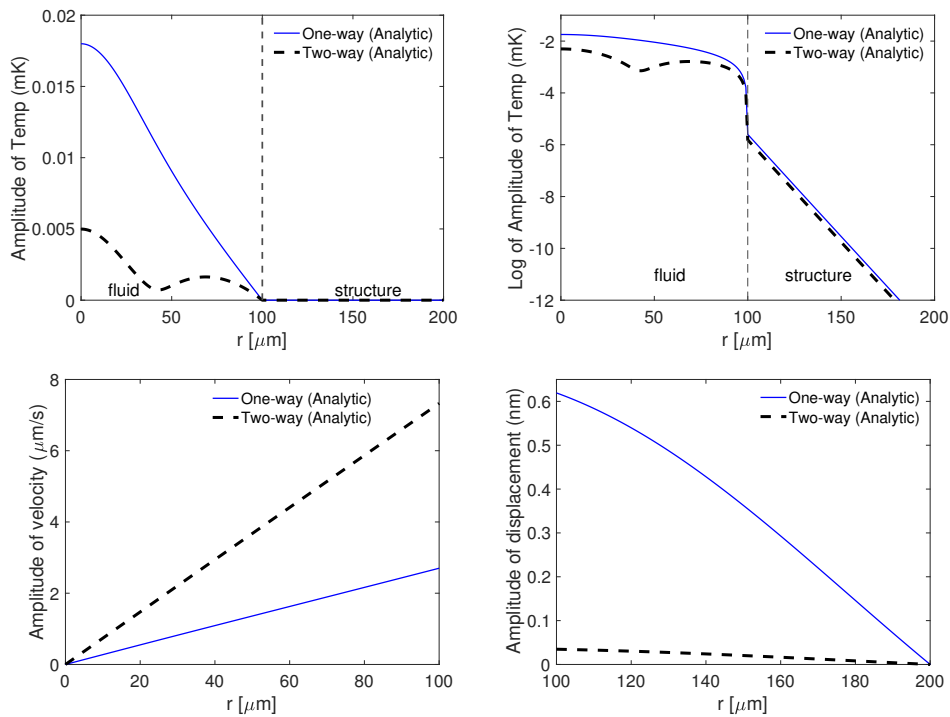 0.02
0.015
0.01
0.005
0
Amplitude of Temp (mK)
One-way (Analytic)
Two-way (Analytic)
fluid
structure
0 50 100 150 200
r [μm]
-2
-4
-6
-8
-10
-12
Log of Amplitude of Temp (mK)
One-way (Analytic)
Two-way (Analytic)
fluid
structure
0 50 100 150 200
r [μm]
8
6
4
2
0
Amplitude of velocity (μm/s)
One-way (Analytic)
Two-way (Analytic)
0 20 40 60 80 100
r [μm]
0.6
0.5
0.4
0.3
0.2
0.1
0
Amplitude of displacement (nm)
One-way (Analytic)
Two-way (Analytic)
100 120 140 160 180 200
r [μm]